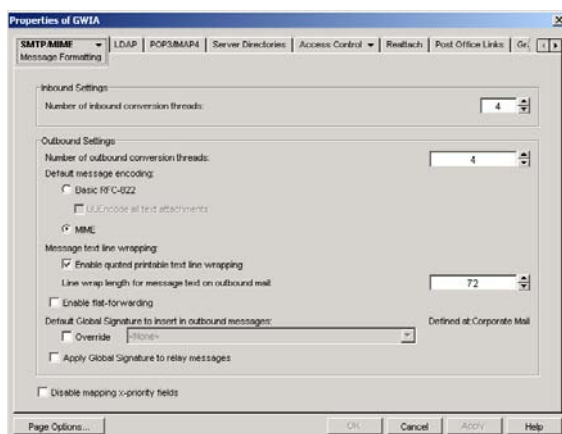 Properties of GWIA
SMTP/MIME LDAP POP3/IMAP4 Server Directories Access Control Reattach Post Office Links
Message Formatting
Inbound Settings
Number of inbound conversion threads: 4
Outbound Settings
Number of outbound conversion threads: 4
Default message encoding:
Basic RFC-822
UUEncode all text attachments
MIME
Message text line wrapping:
Enable quoted printable text line wrapping
Line wrap length for message text on outbound mail: 72
Enable flat-forwarding
Default Global Signature to insert in outbound messages: Defined at:Corporate Mail
Override <None>
Apply Global Signature to relay messages
Disable mapping x-priority fields
Page Options... OK Cancel Apply Help